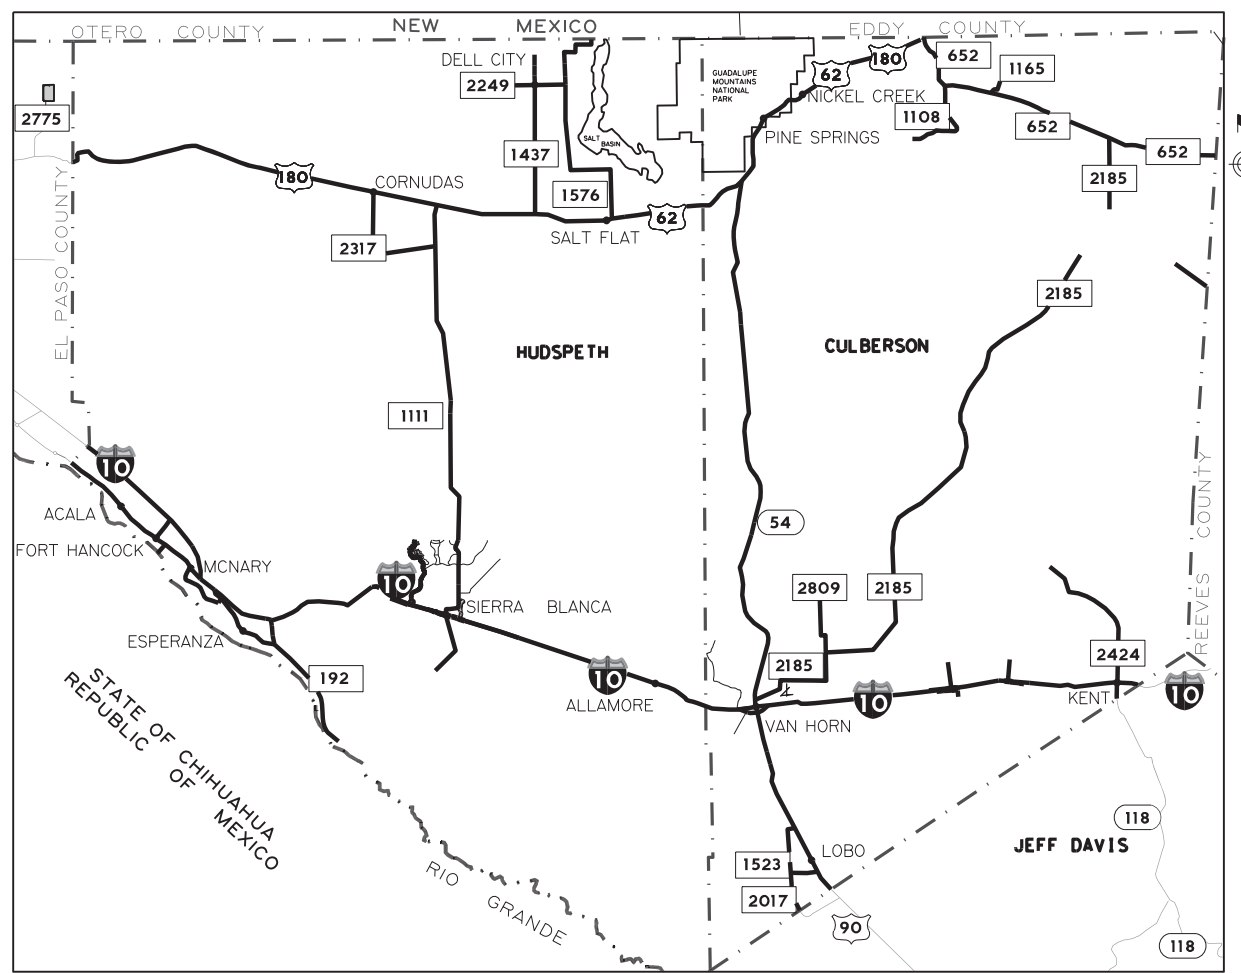 OTERO COUNTY
NEW MEXICO
EDDY COUNTY
DELL CITY
180
652
1165
62
GUADALUPE
MOUNTAINS
NATIONAL
PARK
2249
NICKEL CREEK
2775
1108
652
PINE SPRINGS
SALT
BASIN
1437
652
180
CORNUDAS
2185
1576
62
SALT FLAT
2317
EL PASO COUNTY
2185
HUDSPETH
CULBERSON
1111
10
ACALA
54
FORT HANCOCK
MCNARY
10
2809
2185
SIERRA BLANCA
REEVES COUNTY
ESPERANZA
192
10
2185
2424
ALLAMORE
10
KENT
10
VAN HORN
STATE OF CHIHUAHUA
REPUBLIC OF MEXICO
118
JEFF DAVIS
LOBO
1523
RIO GRANDE
2017
90
118